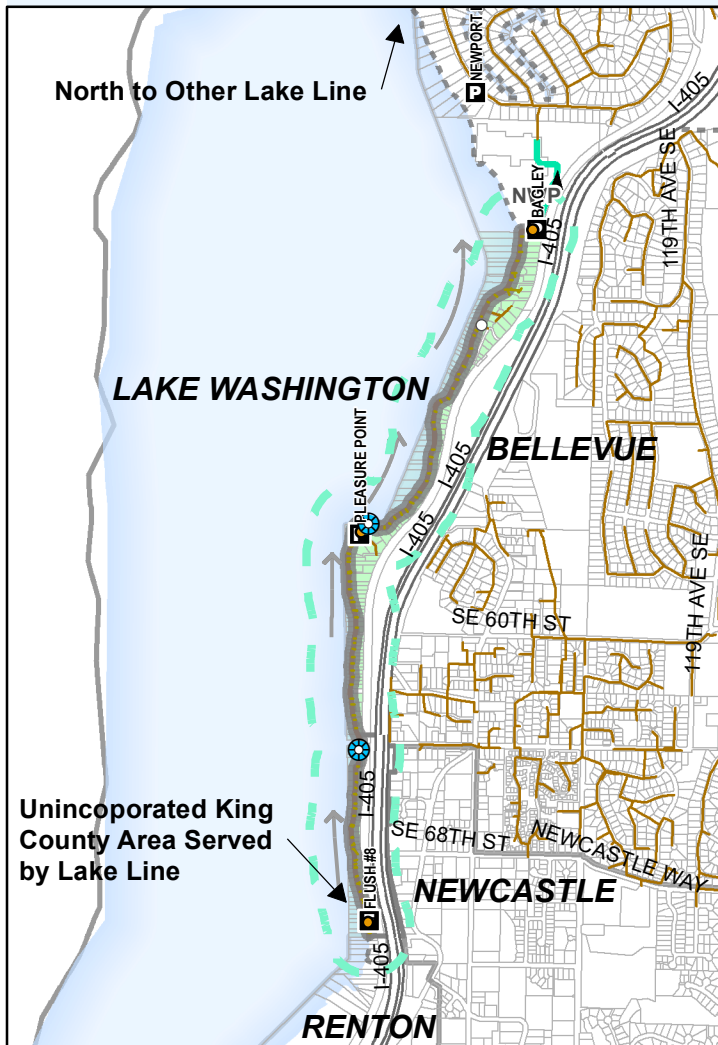 North to Other Lake Line
NEWPORT
P
I-405
119TH AVE SE
NWP
BAGLEY
I-405
LAKE WASHINGTON
PLEASURE POINT
BELLEVUE
I-405
I-405
SE 60TH ST
119TH AVE SE
I-405
Unincoporated King
County Area Served
by Lake Line
SE 68TH ST
NEWCASTLE WAY
FLUSH #8
NEWCASTLE
I-405
RENTON